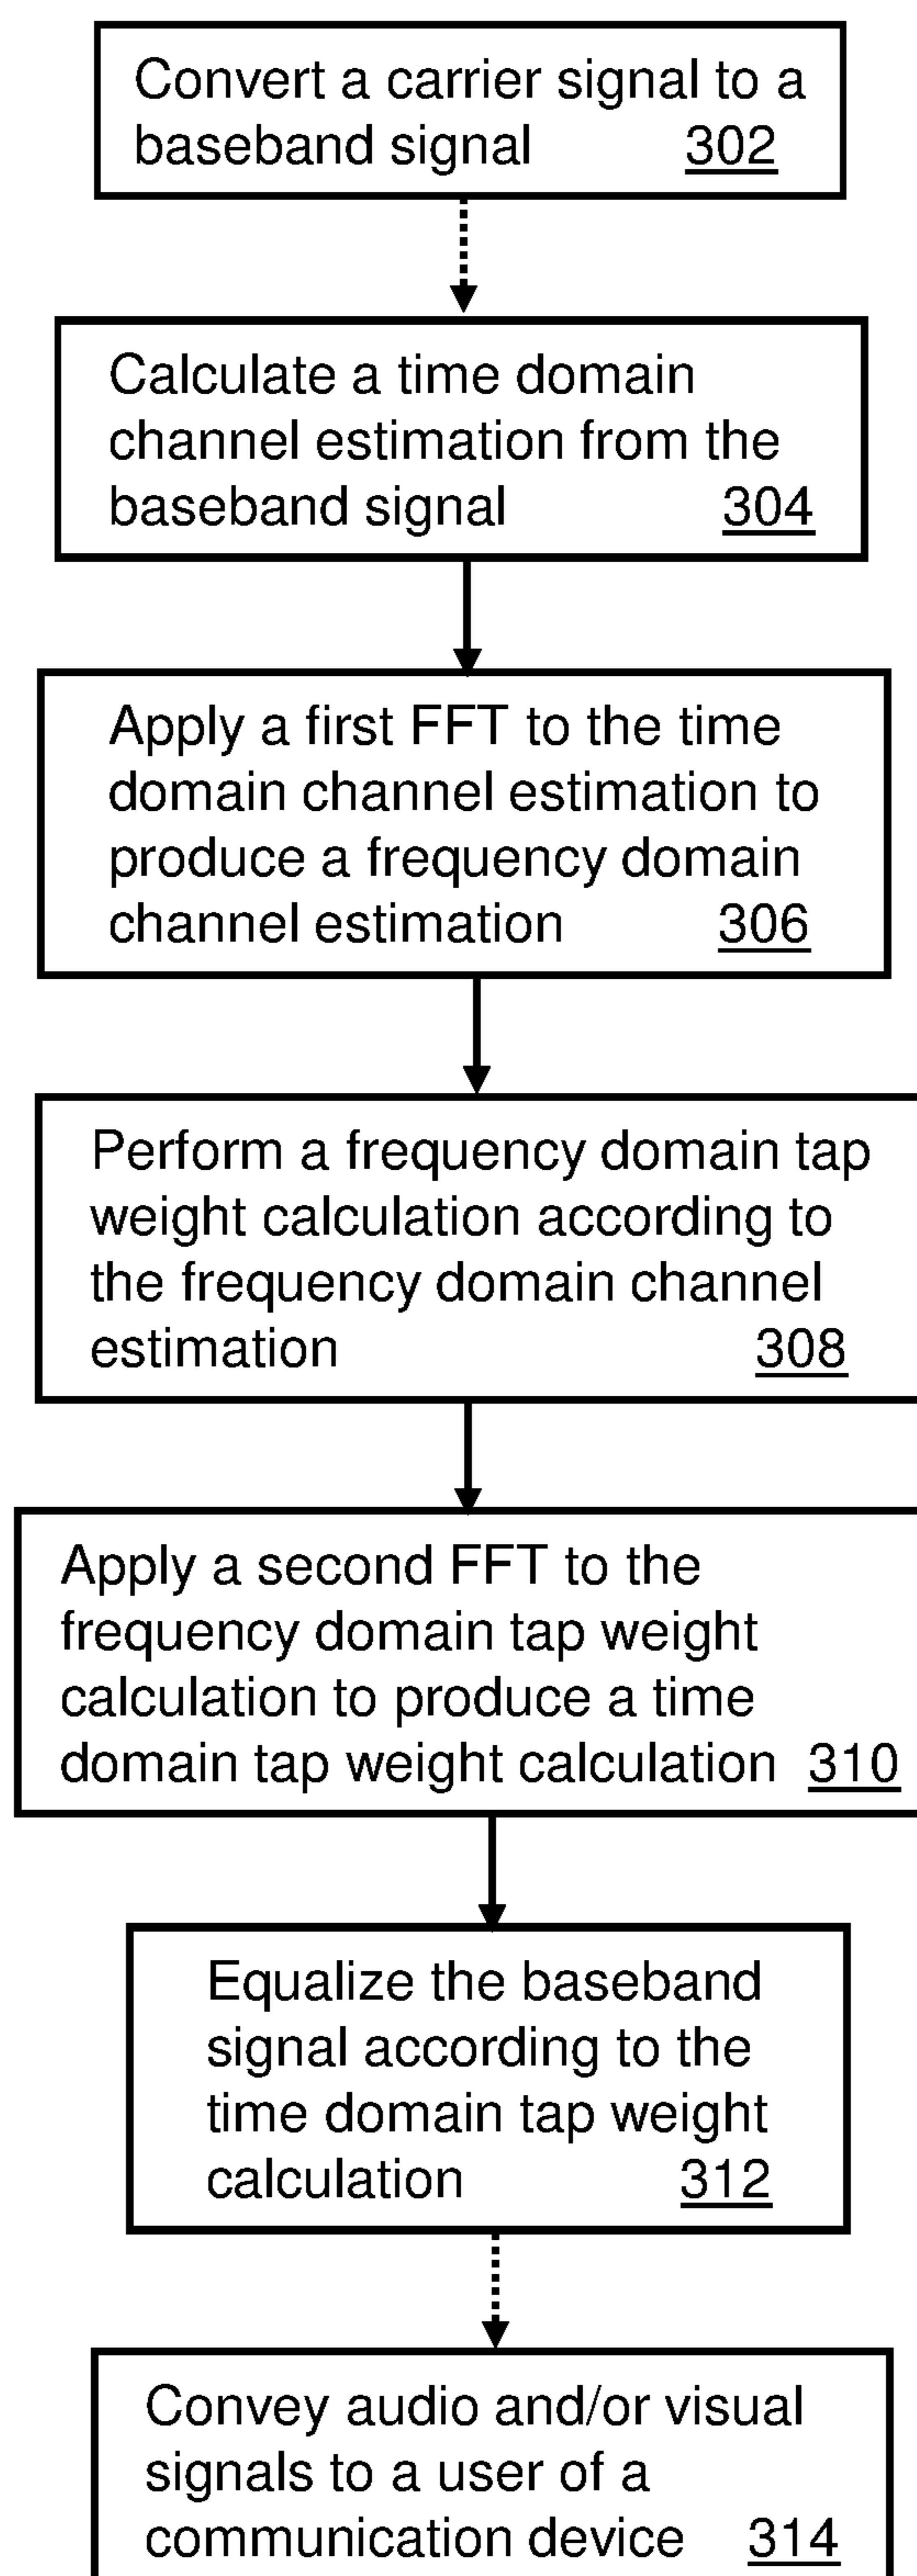 Convert a carrier signal to a
baseband signal 302
Calculate a time domain
channel estimation from the
baseband signal 304
Apply a first FFT to the time
domain channel estimation to
produce a frequency domain
channel estimation 306
Perform a frequency domain tap
weight calculation according to
the frequency domain channel
estimation 308
Apply a second FFT to the
frequency domain tap weight
calculation to produce a time
domain tap weight calculation 310
Equalize the baseband
signal according to the
time domain tap weight
calculation 312
Convey audio and/or visual
signals to a user of a
communication device 314